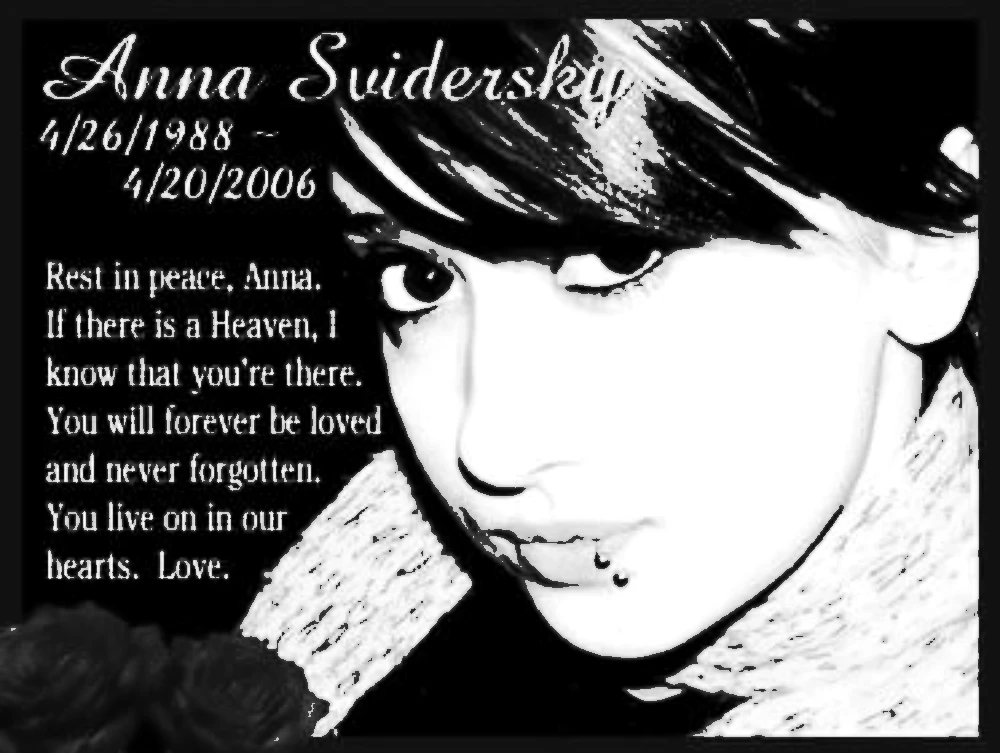 Anna Svidersky
4/26/1988 ~
4/20/2006
Rest in peace, Anna.
If there is a Heaven, I
know that you're there.
You will forever be loved
and never forgotten.
You live on in our
hearts. Love.